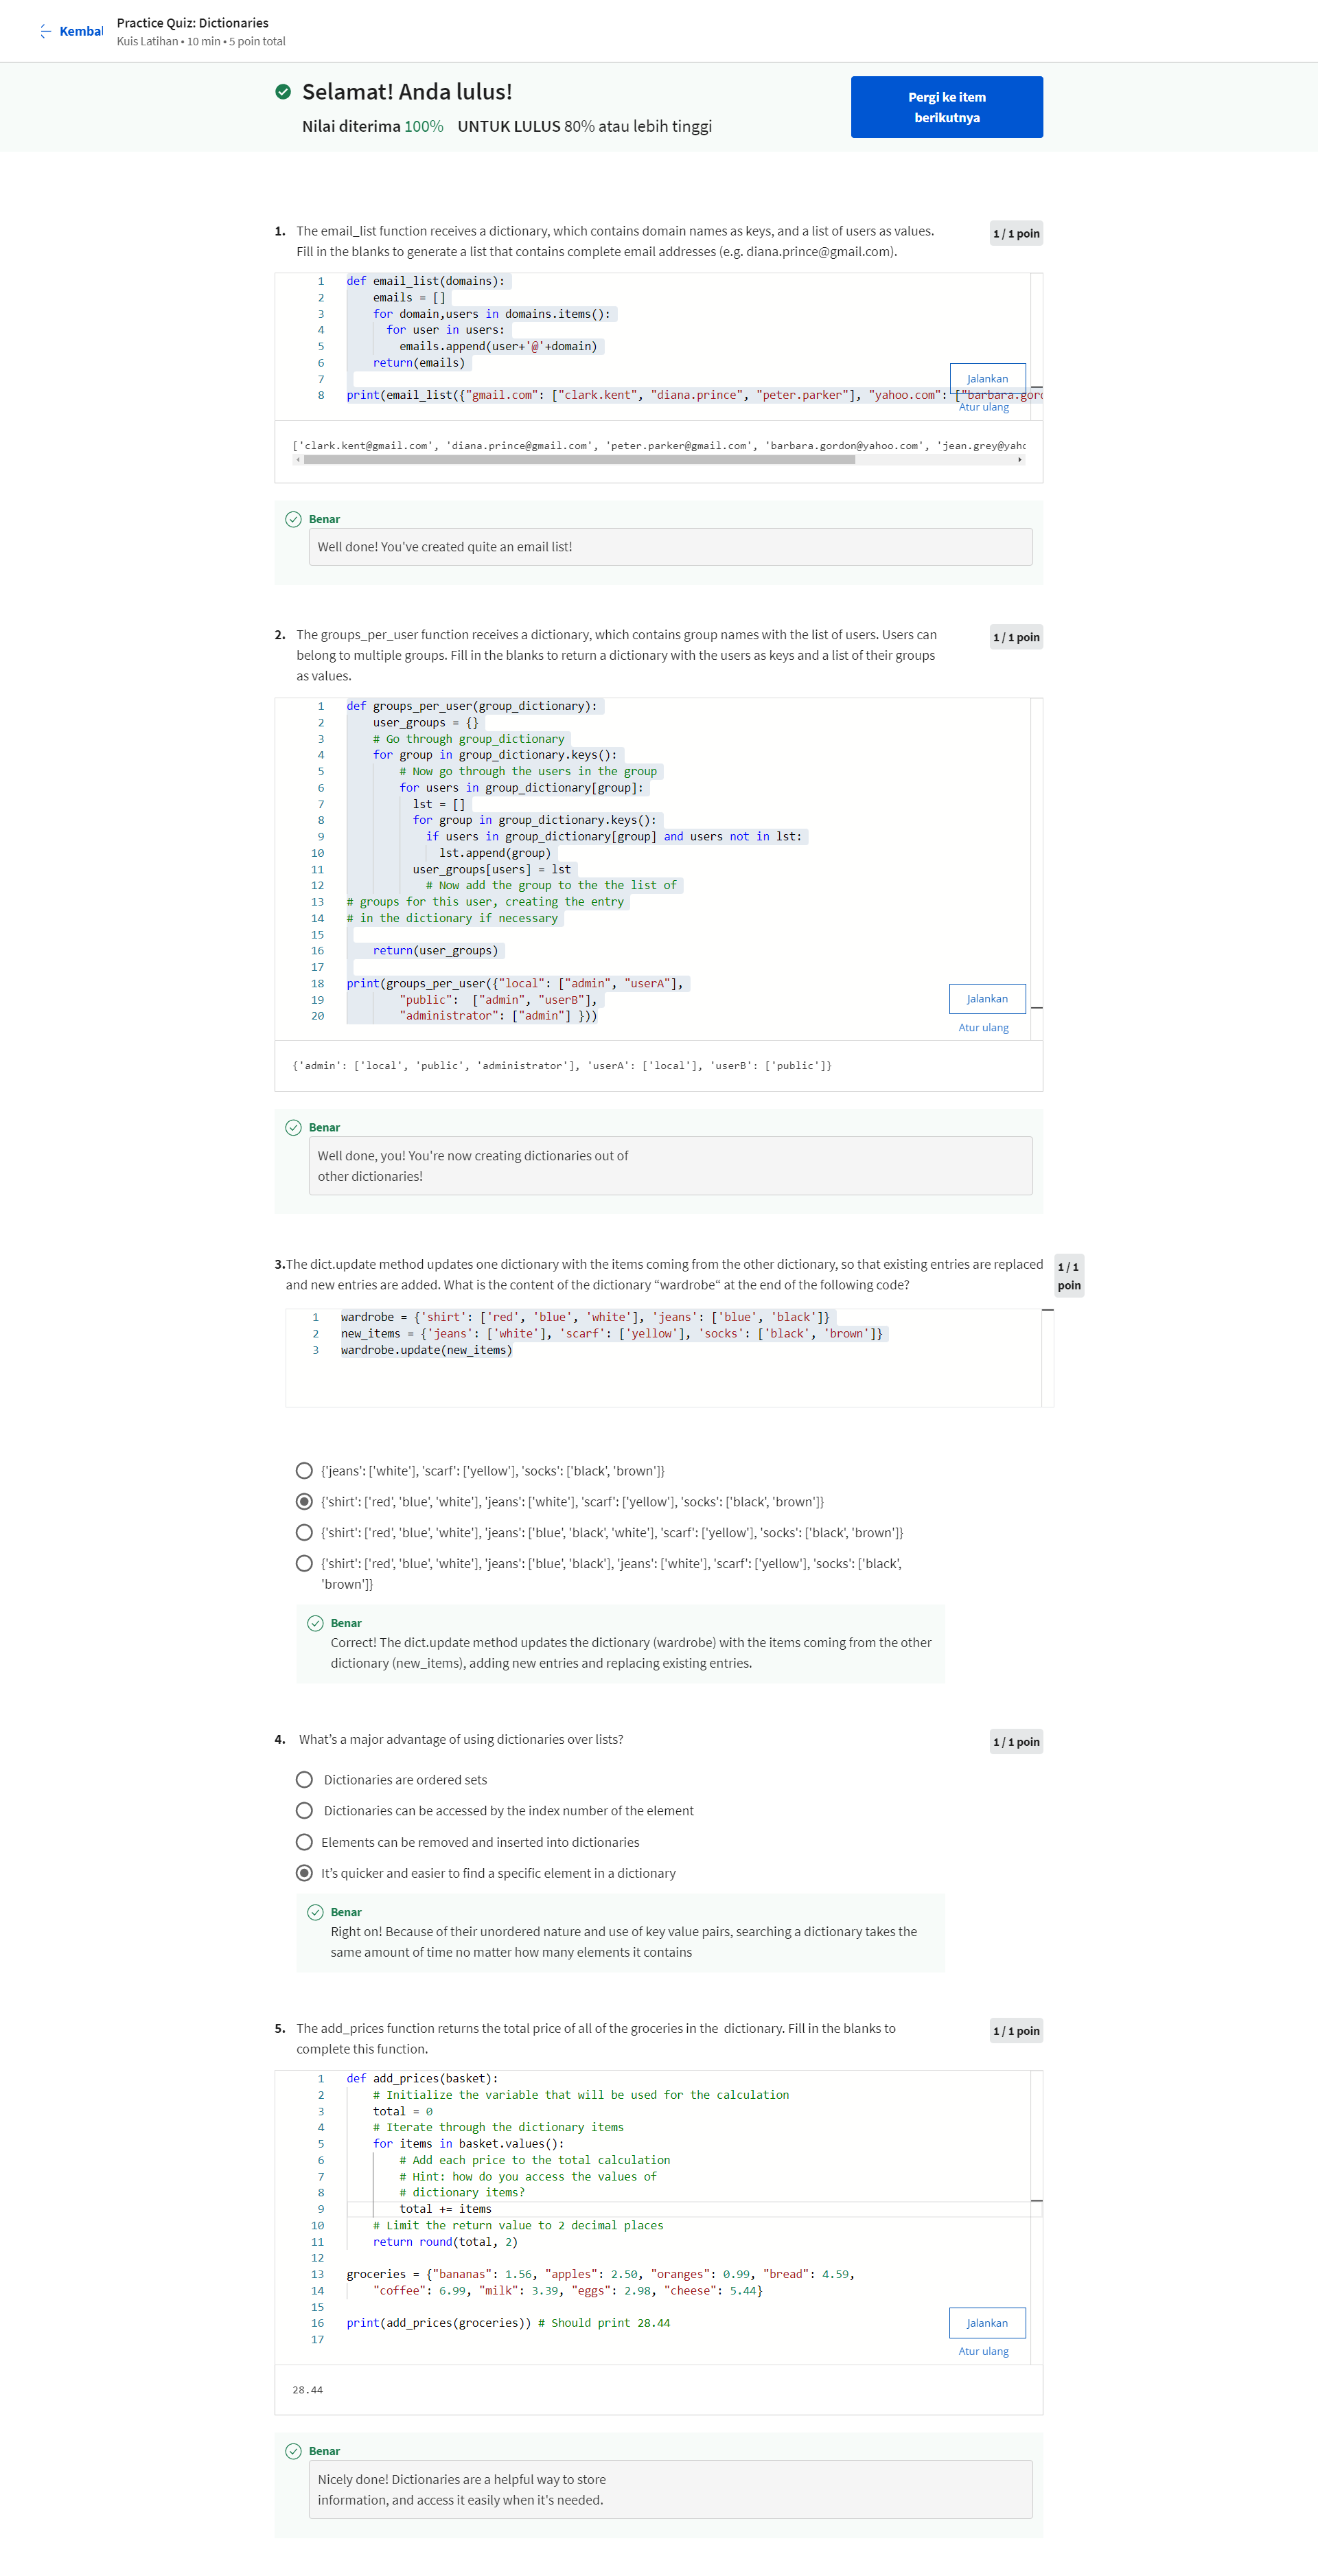 Kembal
Practice Quiz: Dictionaries
Kuis Latihan • 10 min • 5 poin total
Selamat! Anda lulus!
Nilai diterima 100% UNTUK LULUS 80% atau lebih tinggi
Pergi ke item
berikutnya
1. The email_list function receives a dictionary, which contains domain names as keys, and a list of users as values.
Fill in the blanks to generate a list that contains complete email addresses (e.g. diana.prince@gmail.com).
1 / 1 poin
1 def email_list(domains):
2     emails = []
3     for domain,users in domains.items():
4       for user in users:
5         emails.append(user+'@'+domain)
6     return(emails)
7
Jalankan
8 print(email_list({"gmail.com": ["clark.kent", "diana.prince", "peter.parker"], "yahoo.com": ["barbara.gord
Atur ulang
['clark.kent@gmail.com', 'diana.prince@gmail.com', 'peter.parker@gmail.com', 'barbara.gordon@yahoo.com', 'jean.grey@yaho
Benar
Well done! You've created quite an email list!
2. The groups_per_user function receives a dictionary, which contains group names with the list of users. Users can
belong to multiple groups. Fill in the blanks to return a dictionary with the users as keys and a list of their groups
as values.
1 / 1 poin
1 def groups_per_user(group_dictionary):
2     user_groups = {}
3     # Go through group_dictionary
4     for group in group_dictionary.keys():
5         # Now go through the users in the group
6         for users in group_dictionary[group]:
7           lst = []
8           for group in group_dictionary.keys():
9             if users in group_dictionary[group] and users not in lst:
10               lst.append(group)
11           user_groups[users] = lst
12             # Now add the group to the the list of
13 # groups for this user, creating the entry
14 # in the dictionary if necessary
15
16     return(user_groups)
17
18 print(groups_per_user({"local": ["admin", "userA"],
19         "public":  ["admin", "userB"],
20         "administrator": ["admin"] }))
Jalankan
Atur ulang
{'admin': ['local', 'public', 'administrator'], 'userA': ['local'], 'userB': ['public']}
Benar
Well done, you! You're now creating dictionaries out of
other dictionaries!
3. The dict.update method updates one dictionary with the items coming from the other dictionary, so that existing entries are replaced
and new entries are added. What is the content of the dictionary “wardrobe“ at the end of the following code?
1 / 1
poin
1 wardrobe = {'shirt': ['red', 'blue', 'white'], 'jeans': ['blue', 'black']}
2 new_items = {'jeans': ['white'], 'scarf': ['yellow'], 'socks': ['black', 'brown']}
3 wardrobe.update(new_items)
{'jeans': ['white'], 'scarf': ['yellow'], 'socks': ['black', 'brown']}
{'shirt': ['red', 'blue', 'white'], 'jeans': ['white'], 'scarf': ['yellow'], 'socks': ['black', 'brown']}
{'shirt': ['red', 'blue', 'white'], 'jeans': ['blue', 'black', 'white'], 'scarf': ['yellow'], 'socks': ['black', 'brown']}
{'shirt': ['red', 'blue', 'white'], 'jeans': ['blue', 'black'], 'jeans': ['white'], 'scarf': ['yellow'], 'socks': ['black',
'brown']}
Benar
Correct! The dict.update method updates the dictionary (wardrobe) with the items coming from the other
dictionary (new_items), adding new entries and replacing existing entries.
4. What’s a major advantage of using dictionaries over lists?
1 / 1 poin
Dictionaries are ordered sets
Dictionaries can be accessed by the index number of the element
Elements can be removed and inserted into dictionaries
It’s quicker and easier to find a specific element in a dictionary
Benar
Right on! Because of their unordered nature and use of key value pairs, searching a dictionary takes the
same amount of time no matter how many elements it contains
5. The add_prices function returns the total price of all of the groceries in the dictionary. Fill in the blanks to
complete this function.
1 / 1 poin
1 def add_prices(basket):
2     # Initialize the variable that will be used for the calculation
3     total = 0
4     # Iterate through the dictionary items
5     for items in basket.values():
6         # Add each price to the total calculation
7         # Hint: how do you access the values of
8         # dictionary items?
9         total += items
10     # Limit the return value to 2 decimal places
11     return round(total, 2)
12
13 groceries = {"bananas": 1.56, "apples": 2.50, "oranges": 0.99, "bread": 4.59,
14     "coffee": 6.99, "milk": 3.39, "eggs": 2.98, "cheese": 5.44}
15
16 print(add_prices(groceries)) # Should print 28.44
17
Jalankan
Atur ulang
28.44
Benar
Nicely done! Dictionaries are a helpful way to store
information, and access it easily when it's needed.